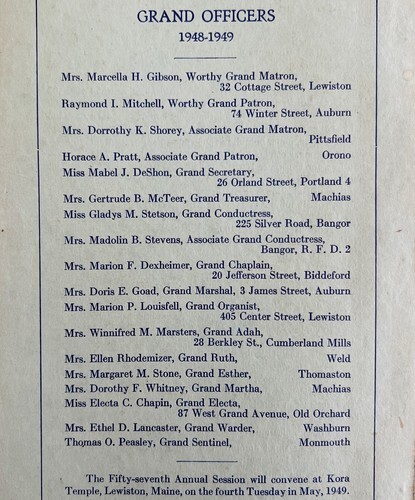 GRAND OFFICERS
1948-1949
Mrs. Marcella H. Gibson, Worthy Grand Matron,
32 Cottage Street, Lewiston
Raymond I. Mitchell, Worthy Grand Patron,
74 Winter Street, Auburn
Mrs. Dorrothy K. Shorey, Associate Grand Matron,
Pittsfield
Horace A. Pratt, Associate Grand Patron, Orono
Miss Mabel J. DeShon, Grand Secretary,
26 Orland Street, Portland 4
Mrs. Gertrude B. McTeer, Grand Treasurer, Machias
Miss Gladys M. Stetson, Grand Conductress,
225 Silver Road, Bangor
Mrs. Madolin B. Stevens, Associate Grand Conductress,
Bangor, R. F. D. 2
Mrs. Marion F. Dexheimer, Grand Chaplain,
20 Jefferson Street, Biddeford
Mrs. Doris E. Goad, Grand Marshal, 3 James Street, Auburn
Mrs. Marion P. Louisfell, Grand Organist,
405 Center Street, Lewiston
Mrs. Winnifred M. Marsters, Grand Adah,
28 Berkley St., Cumberland Mills
Mrs. Ellen Rhodemizer, Grand Ruth, Weld
Mrs. Margaret M. Stone, Grand Esther, Thomaston
Mrs. Dorothy F. Whitney, Grand Martha, Machias
Miss Electa C. Chapin, Grand Electa,
87 West Grand Avenue, Old Orchard
Mrs. Ethel D. Lancaster, Grand Warder, Washburn
Thomas O. Peasley, Grand Sentinel, Monmouth
The Fifty-seventh Annual Session will convene at Kora
Temple, Lewiston, Maine, on the fourth Tuesday in May, 1949.